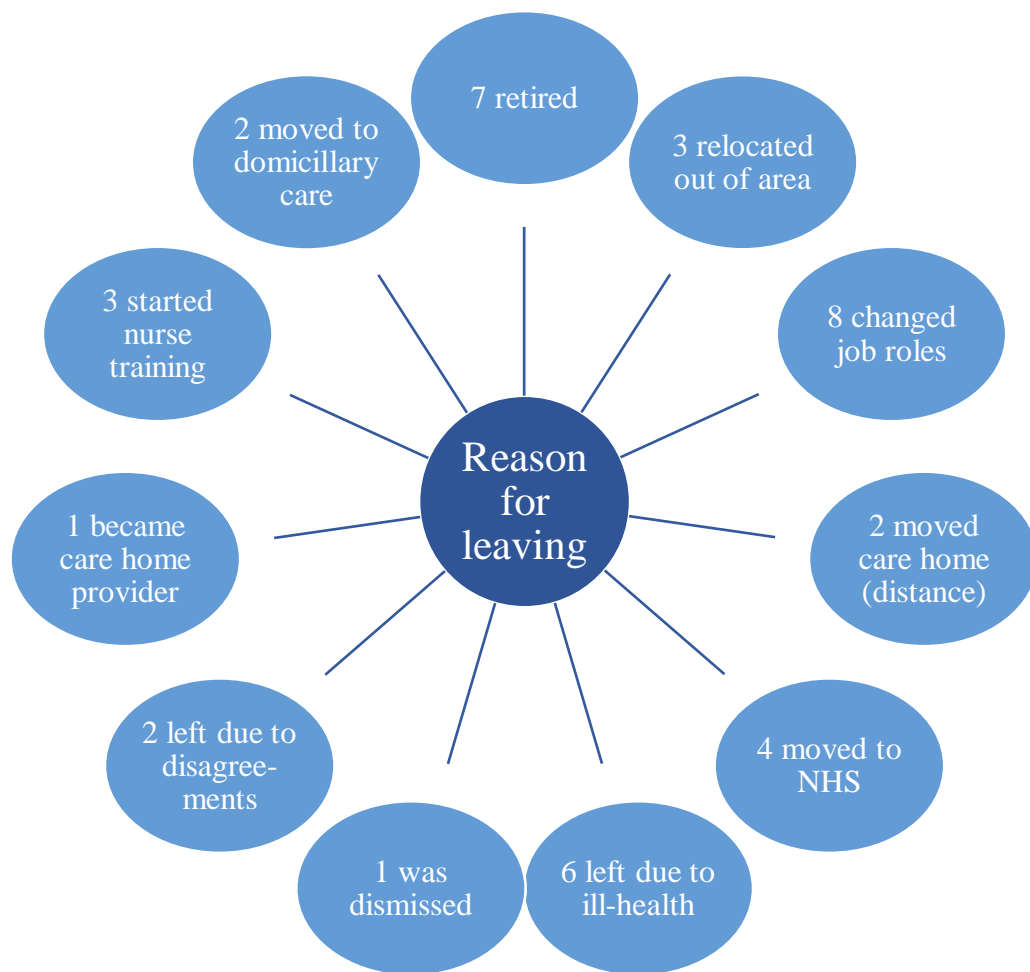 7 retired
3 relocated
out of area
8 changed
job roles
2 moved
care home
(distance)
4 moved to
NHS
6 left due to
ill-health
1 was
dismissed
2 left due to
disagree-
ments
1 became
care home
provider
3 started
nurse
training
2 moved to
domicillary
care
Reason
for
leaving